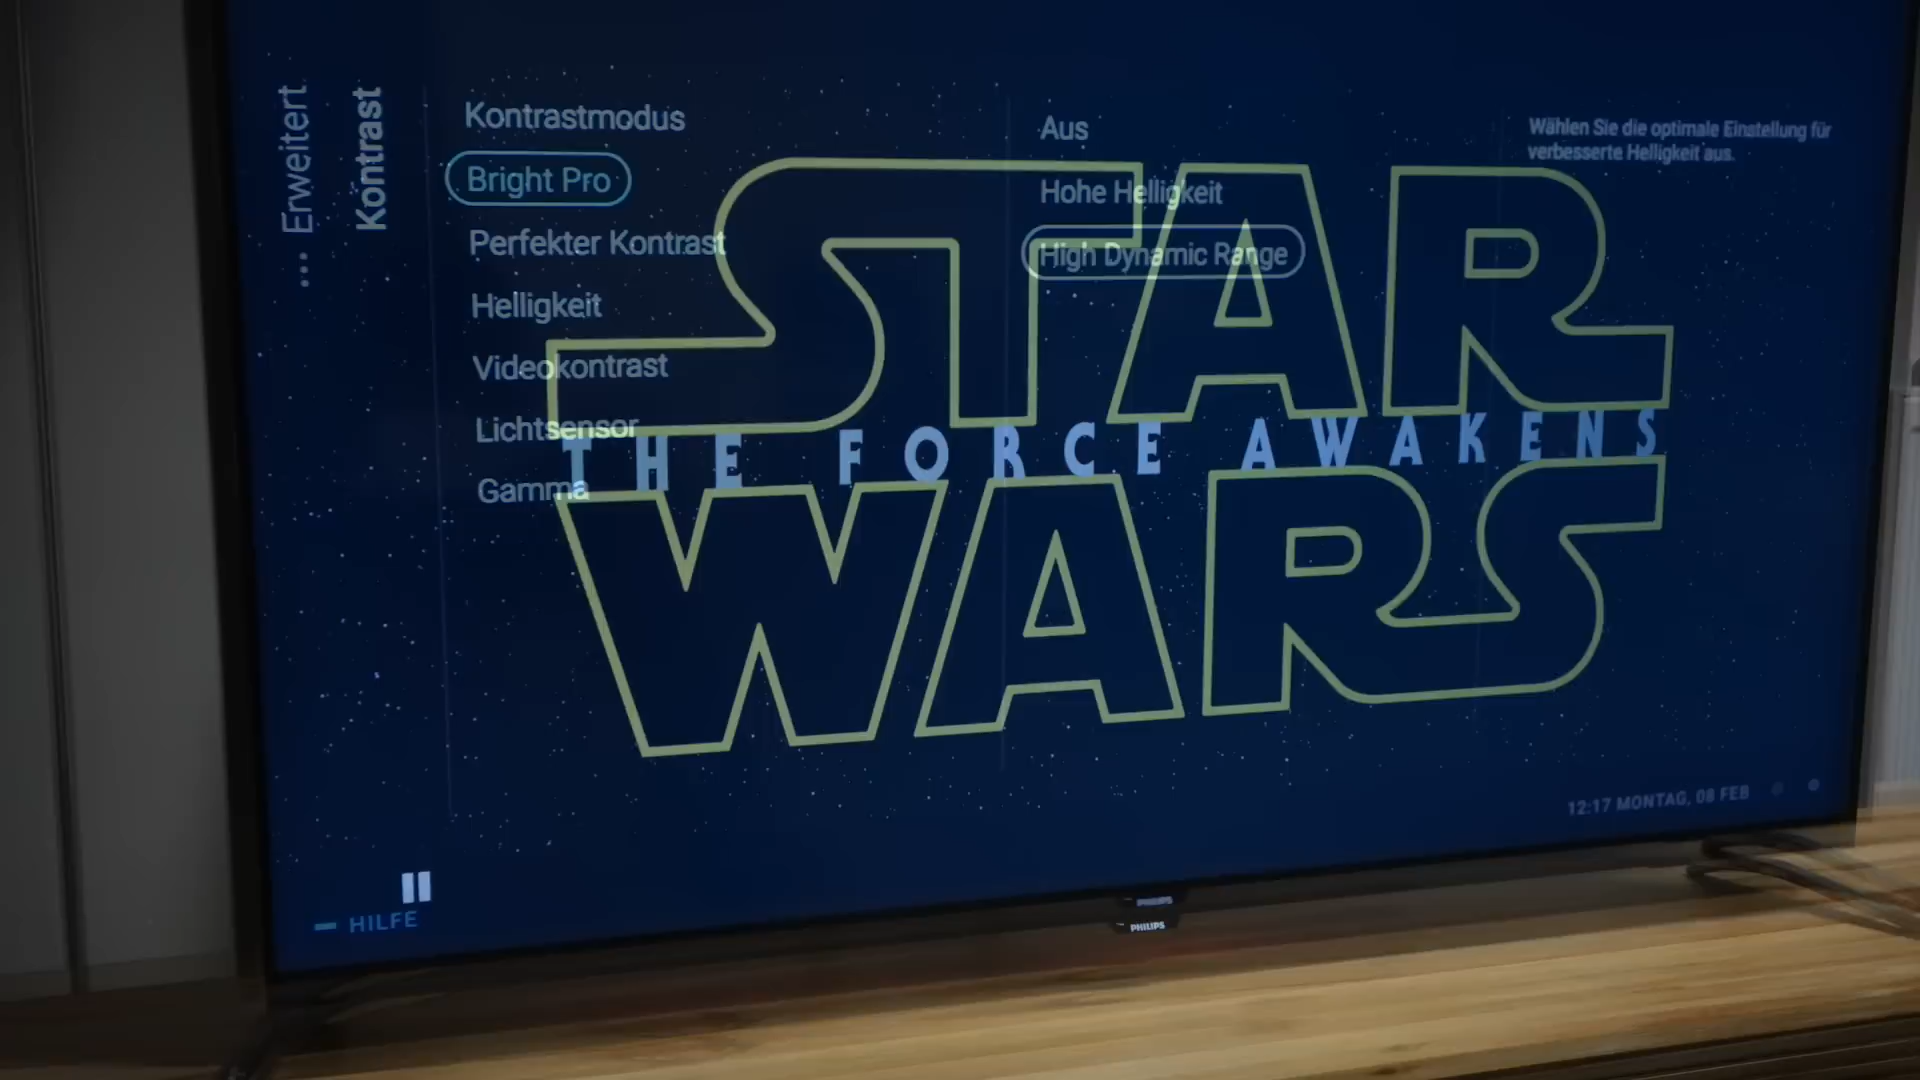 Erweitert
Kontrast
Kontrastmodus
Bright Pro
Perfekter Kontrast
Helligkeit
Videokontrast
Lichtsensor
Gamma
Aus
Hohe Helligkeit
High Dynamic Range
Wählen Sie die optimale Einstellung für
verbesserte Helligkeit aus.
STAR
THE FORCE AWAKENS
WARS
12:17 MONTAG, 08 FEB
HILFE
PHILIPS
PHILIPS